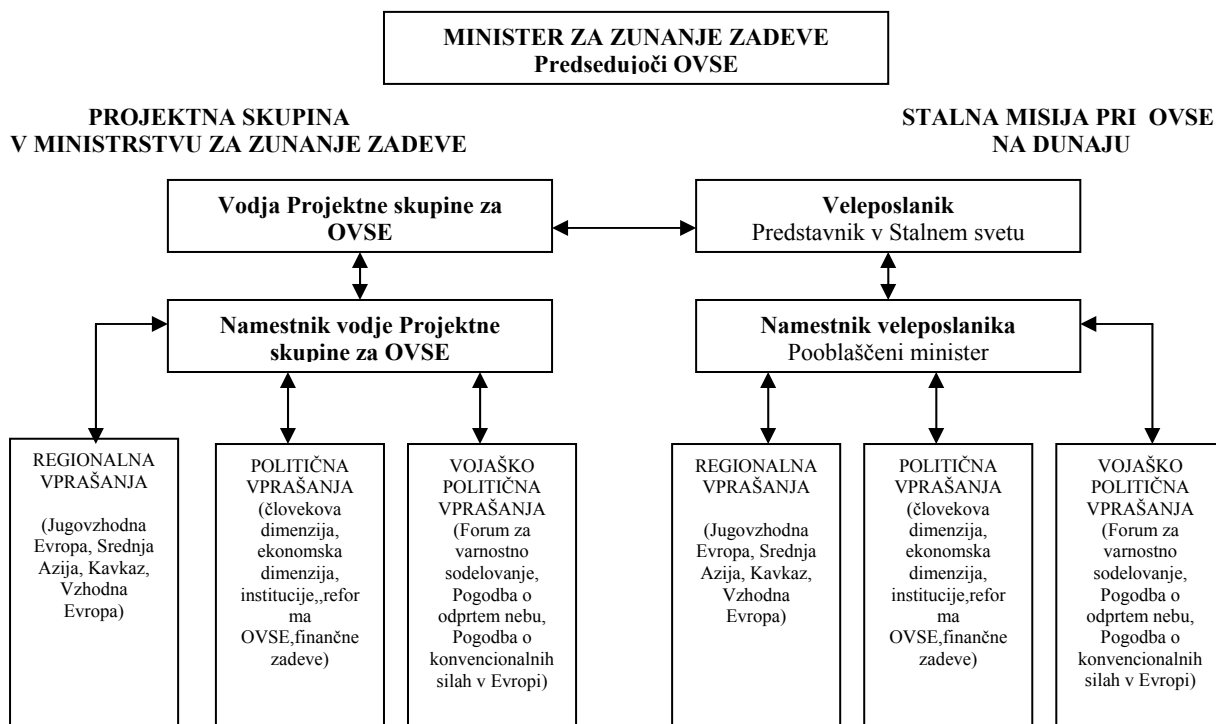 MINISTER ZA ZUNANJE ZADEVE
Predsedujoči OVSE
PROJEKTNA SKUPINA
V MINISTRSTVU ZA ZUNANJE ZADEVE
STALNA MISIJA PRI OVSE
NA DUNAJU
Vodja Projektne skupine za
OVSE
Veleposlanik
Predstavnik v Stalnem svetu
Namestnik vodje Projektne
skupine za OVSE
Namestnik veleposlanika
Pooblaščeni minister
REGIONALNA
VPRAŠANJA
(Jugovzhodna
Evropa, Srednja
Azija, Kavkaz,
Vzhodna
Evropa)
POLITIČNA
VPRAŠANJA
(človekova
dimenzija,
ekonomska
dimenzija,
institucije,,refor
ma
OVSE,finančne
zadeve)
VOJAŠKO
POLITIČNA
VPRAŠANJA
(Forum za
varnostno
sodelovanje,
Pogodba o
odprtem nebu,
Pogodba o
konvencionalnih
silah v Evropi)
REGIONALNA
VPRAŠANJA
(Jugovzhodna
Evropa, Srednja
Azija, Kavkaz,
Vzhodna
Evropa)
POLITIČNA
VPRAŠANJA
(človekova
dimenzija,
ekonomska
dimenzija,
institucije,refor
ma
OVSE,finančne
zadeve)
VOJAŠKO
POLITIČNA
VPRAŠANJA
(Forum za
varnostno
sodelovanje,
Pogodba o
odprtem nebu,
Pogodba o
konvencionalnih
silah v Evropi)